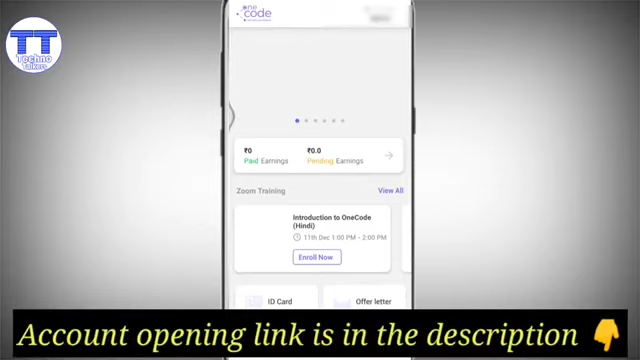 TT
Techno
Talkers
one
code
₹0
₹0.0
Paid Earnings
Pending Earnings
Zoom Training
View All
Introduction to OneCode
(Hindi)
11th Dec 1:00 PM - 2:00 PM
Enroll Now
ID Card
Offer letter
Account opening link is in the description 👇